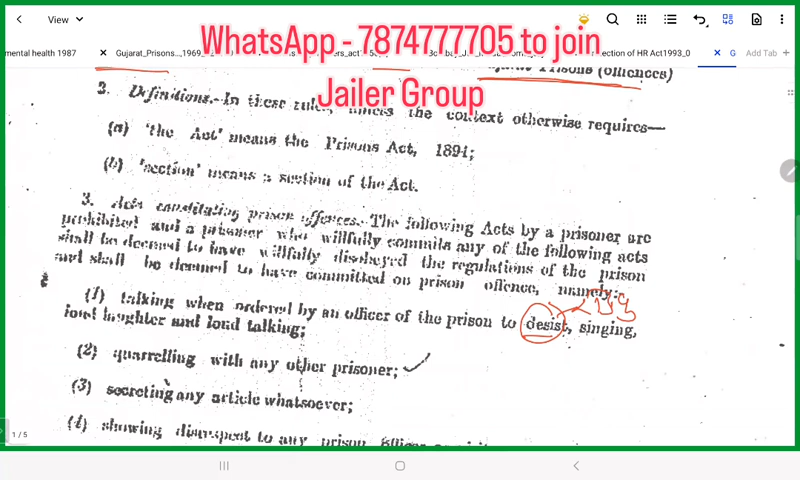 View
WhatsApp - 7874777705 to join
mental health 1987
Gujarat_Prisons...,1969_
ection of HR Act1993_0
G
Add Tab
Jailer Group
Prisons (offences)
2. Definitions.-In these rules, unless the context otherwise requires—
(a) 'the Act' means the Prisons Act, 1894;
(b) 'section' means a section of the Act.
3. Acts constituting prison offences.-The following Acts by a prisoner are
prohibited and a prisoner who willfully commits any of the following acts
shall be deemed to have willfully disobeyed the regulations of the prison
and shall be deemed to have committed on prison offence, namely:
(1) talking when ordered by an officer of the prison to desist, singing,
loud laughter and loud talking;
(2) quarrelling with any other prisoner;
(3) secreting any article whatsoever;
(4) showing disrespect to any prison officer
1/5